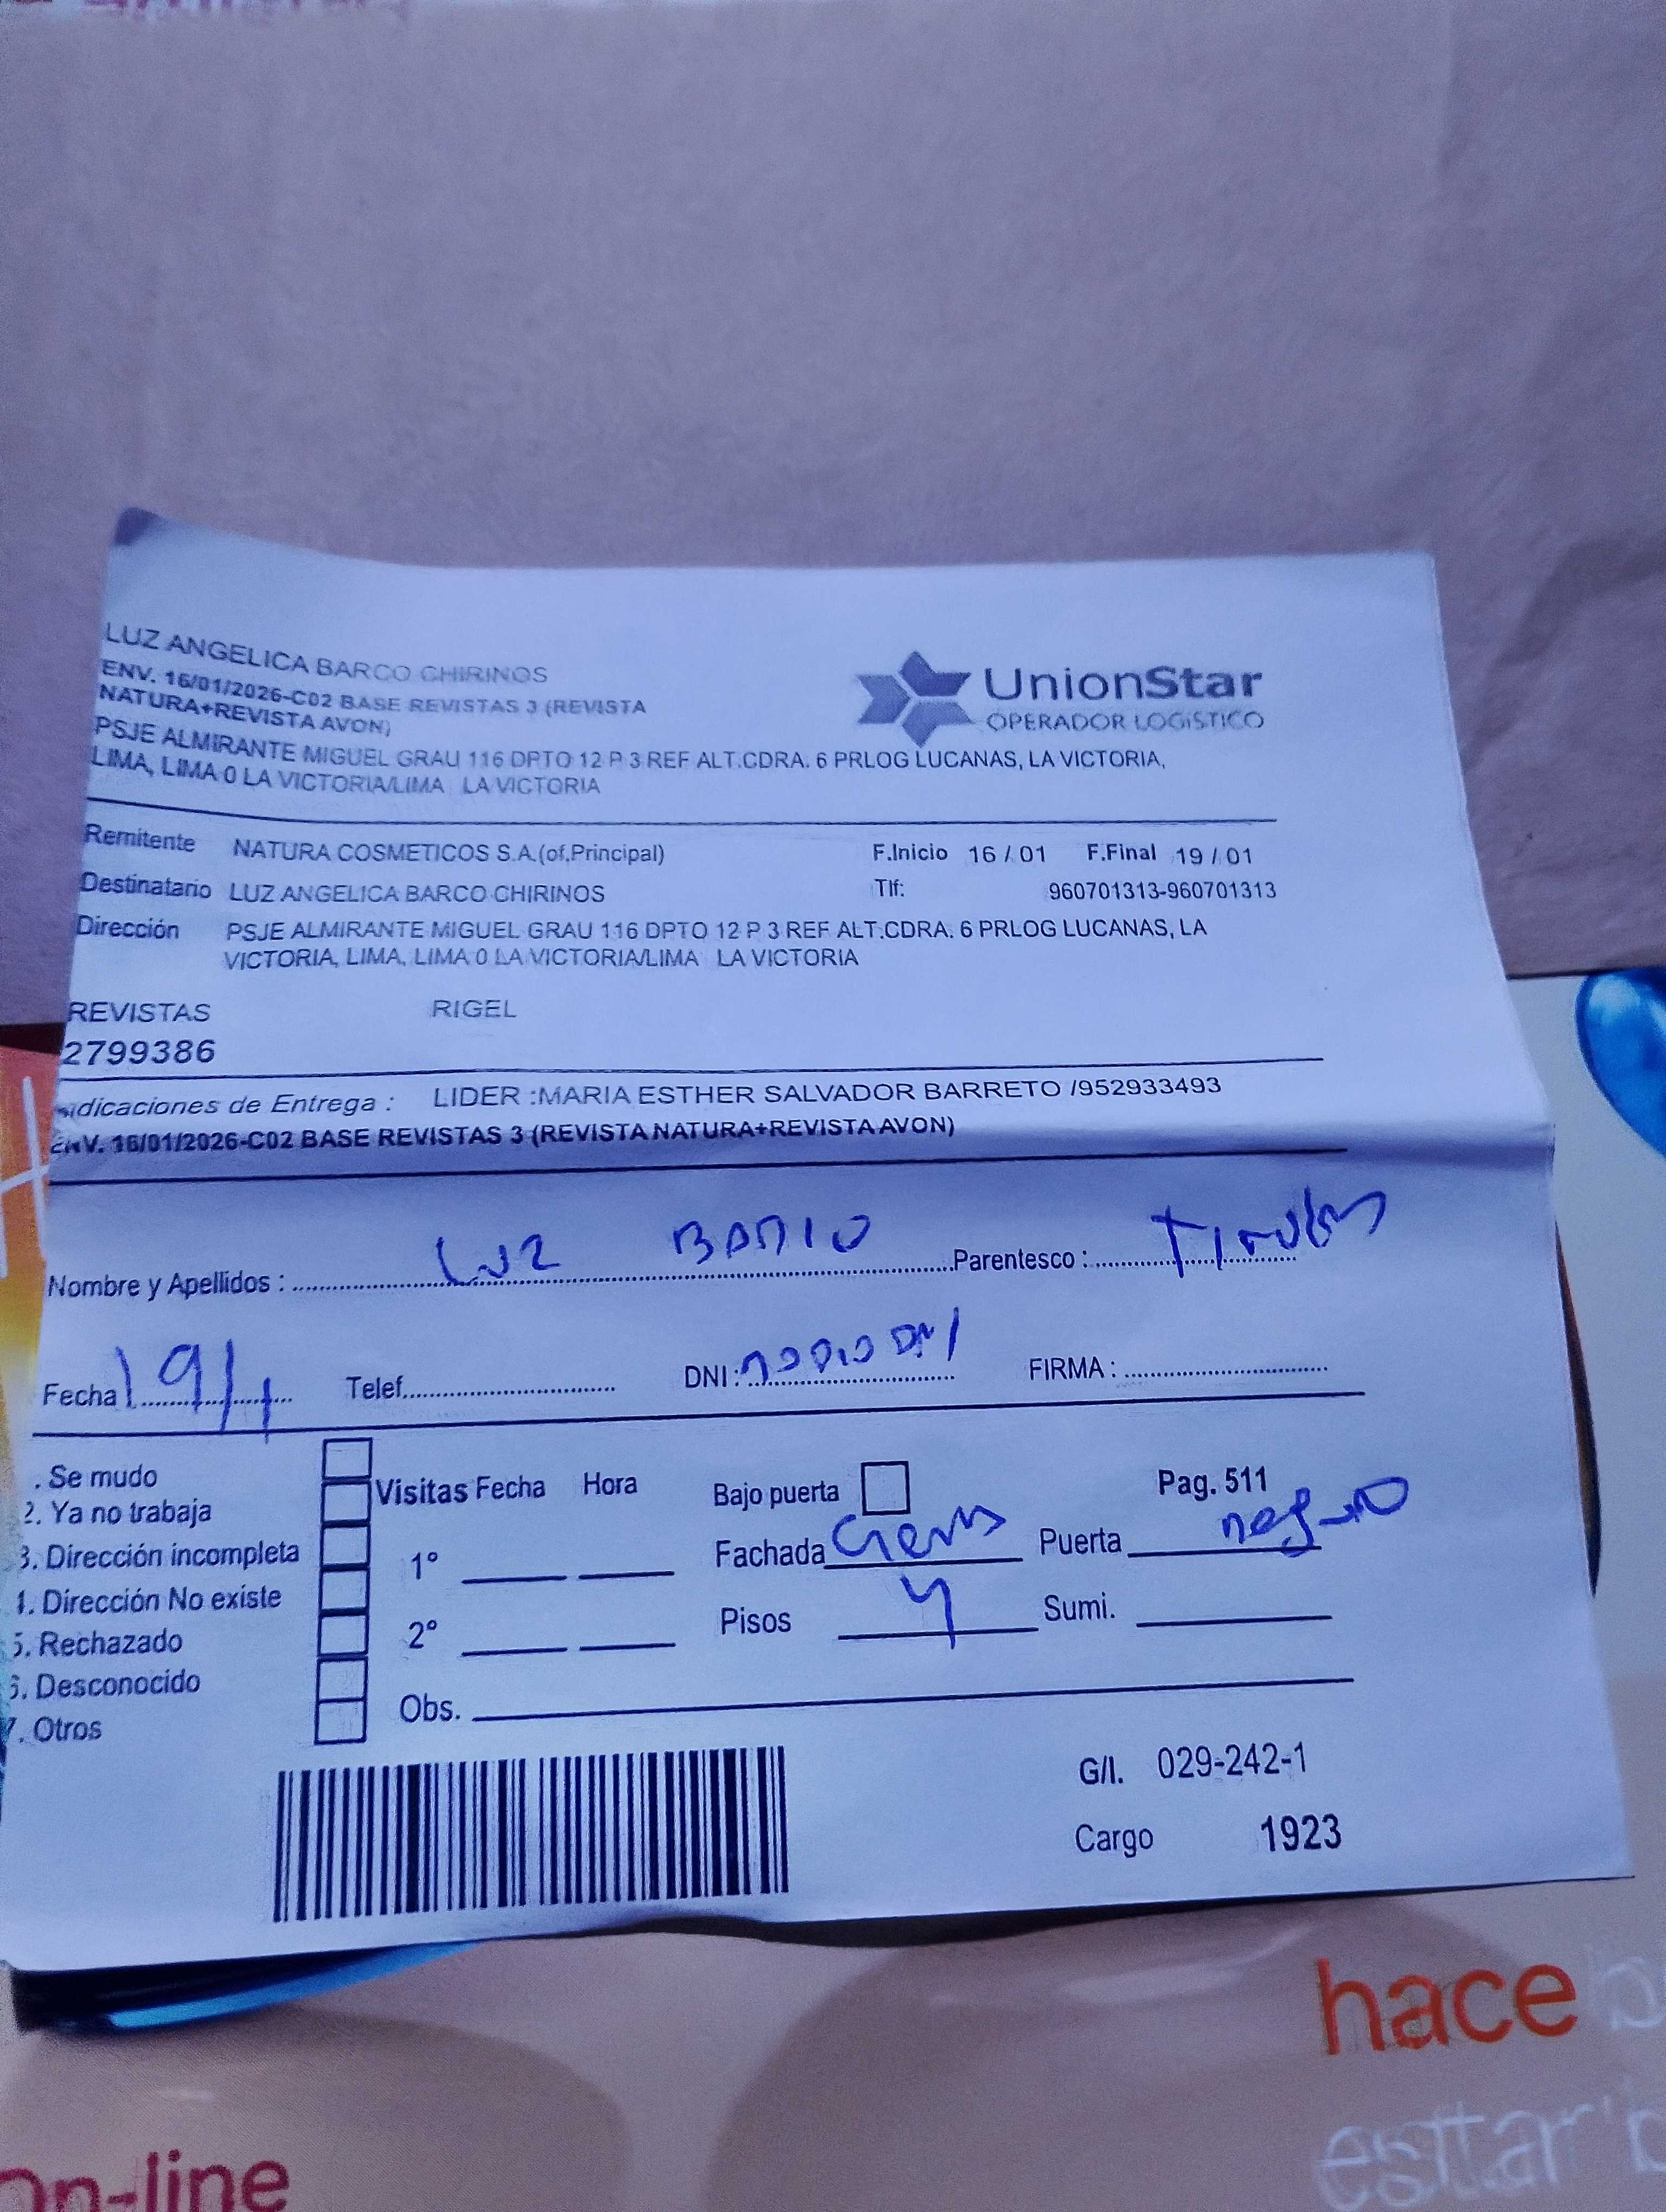 LUZ ANGELICA BARCO CHIRINOS
ENV. 16/01/2026-C02 BASE REVISTAS 3 (REVISTA
NATURA+REVISTA AVON)
PSJE ALMIRANTE MIGUEL GRAU 116 DPTO 12 P 3 REF ALT.CDRA. 6 PRLOG LUCANAS, LA VICTORIA,
LIMA, LIMA 0 LA VICTORIA/LIMA LA VICTORIA
UnionStar
OPERADOR LOGíSTICO
Remitente NATURA COSMETICOS S.A.(of.Principal) F.Inicio 16 / 01 F.Final 19 / 01
Destinatario LUZ ANGELICA BARCO CHIRINOS Tlf: 960701313-960701313
Dirección PSJE ALMIRANTE MIGUEL GRAU 116 DPTO 12 P 3 REF ALT.CDRA. 6 PRLOG LUCANAS, LA
VICTORIA, LIMA, LIMA 0 LA VICTORIA/LIMA LA VICTORIA
REVISTAS RIGEL
2799386
dicaciones de Entrega : LIDER :MARIA ESTHER SALVADOR BARRETO /952933493
ENV. 16/01/2026-C02 BASE REVISTAS 3 (REVISTA NATURA+REVISTA AVON)
Nombre y Apellidos : Luz Parentesco :
Fecha 19/1 Telef. DNI: FIRMA :
. Se mudo
2. Ya no trabaja
3. Dirección incompleta
4. Dirección No existe
5. Rechazado
6. Desconocido
7. Otros
Visitas Fecha Hora
1°
2°
Obs.
Bajo puerta Pag. 511
Fachada Puerta negro
Pisos 4 Sumi.
G/I. 029-242-1
Cargo 1923
hace b
estar b
on-line